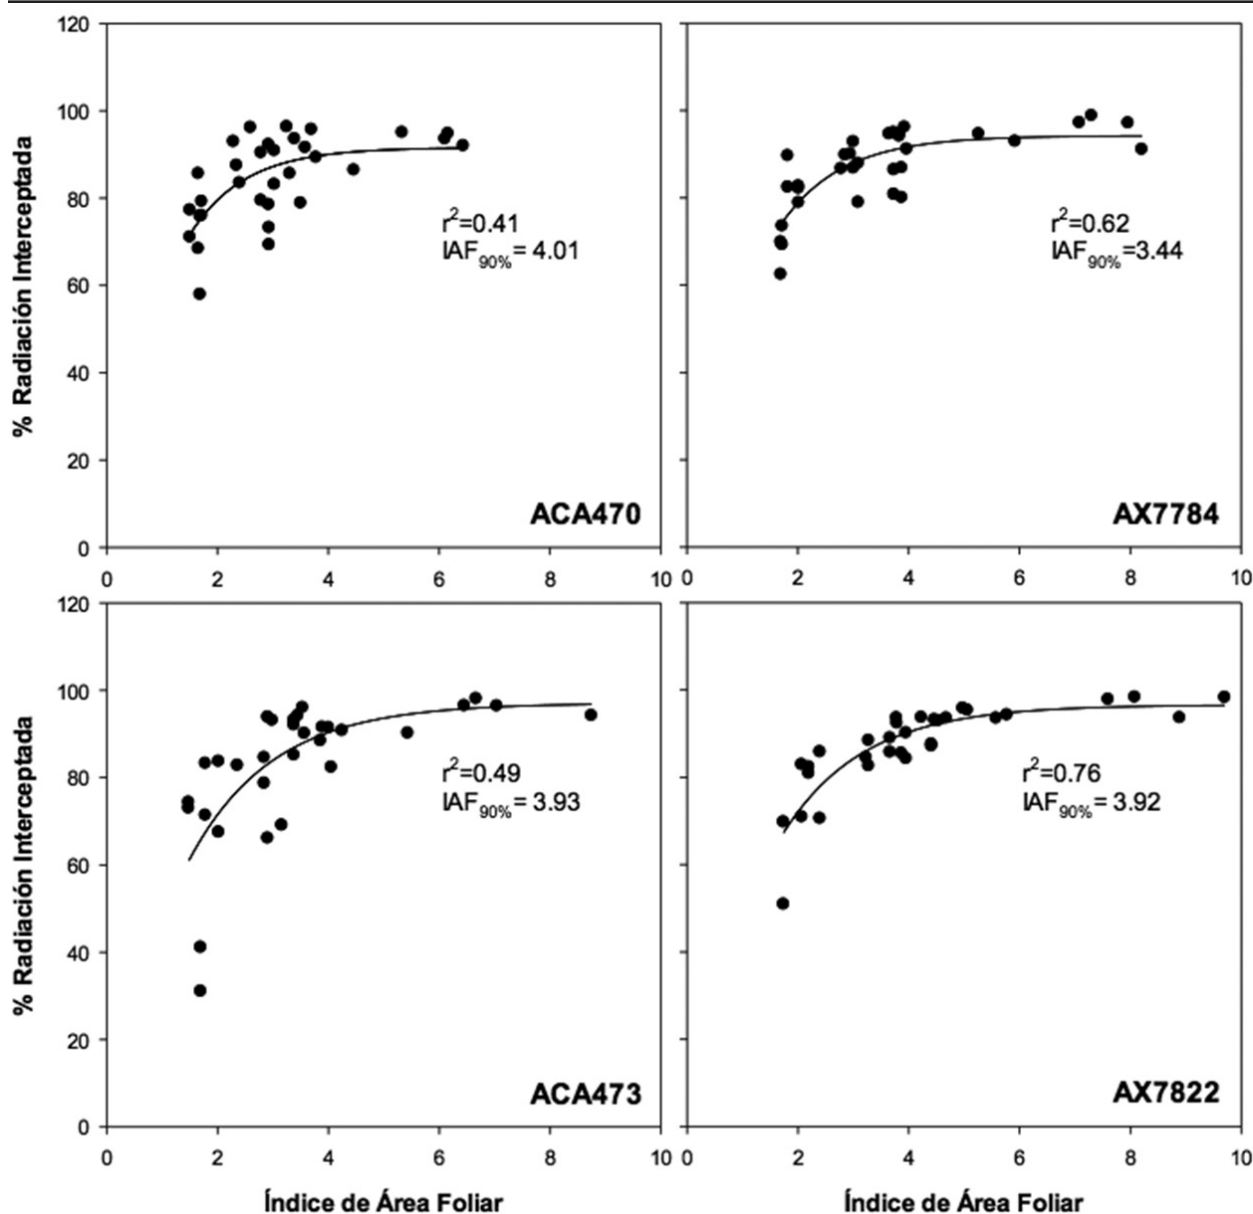 120
100
80
60
40
20
0
% Radiación Interceptada
r2=0.41
IAF90%= 4.01
ACA470
0 2 4 6 8 10
r2=0.62
IAF90%=3.44
AX7784
0 2 4 6 8 10
120
100
80
60
40
20
0
% Radiación Interceptada
r2=0.49
IAF90%= 3.93
ACA473
0 2 4 6 8 10
Índice de Área Foliar
r2=0.76
IAF90%= 3.92
AX7822
2 4 6 8 10
Índice de Área Foliar